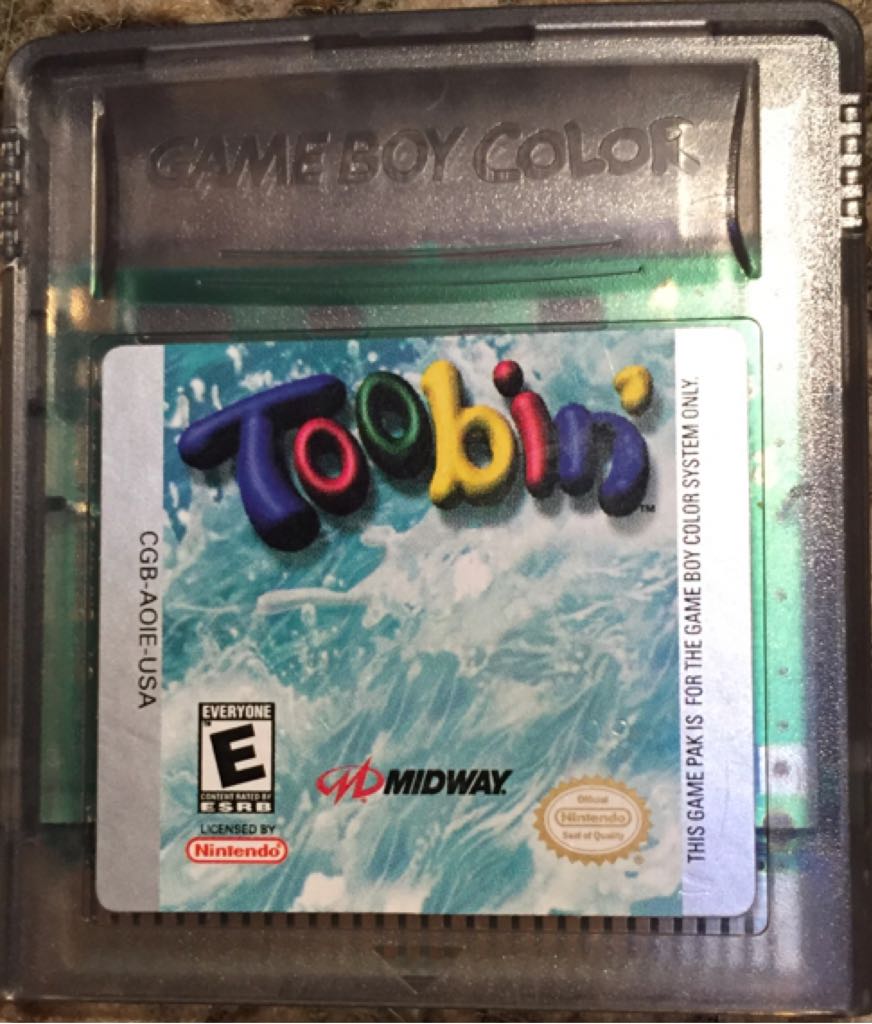 GAME BOY COLOR
Toobin'
TM
CGB-AOIE-USA
THIS GAME PAK IS FOR THE GAME BOY COLOR SYSTEM ONLY.
EVERYONE
E
CONTENT RATED BY
ESRB
LICENSED BY
Nintendo
MIDWAY
Official
Nintendo
Seal of Quality